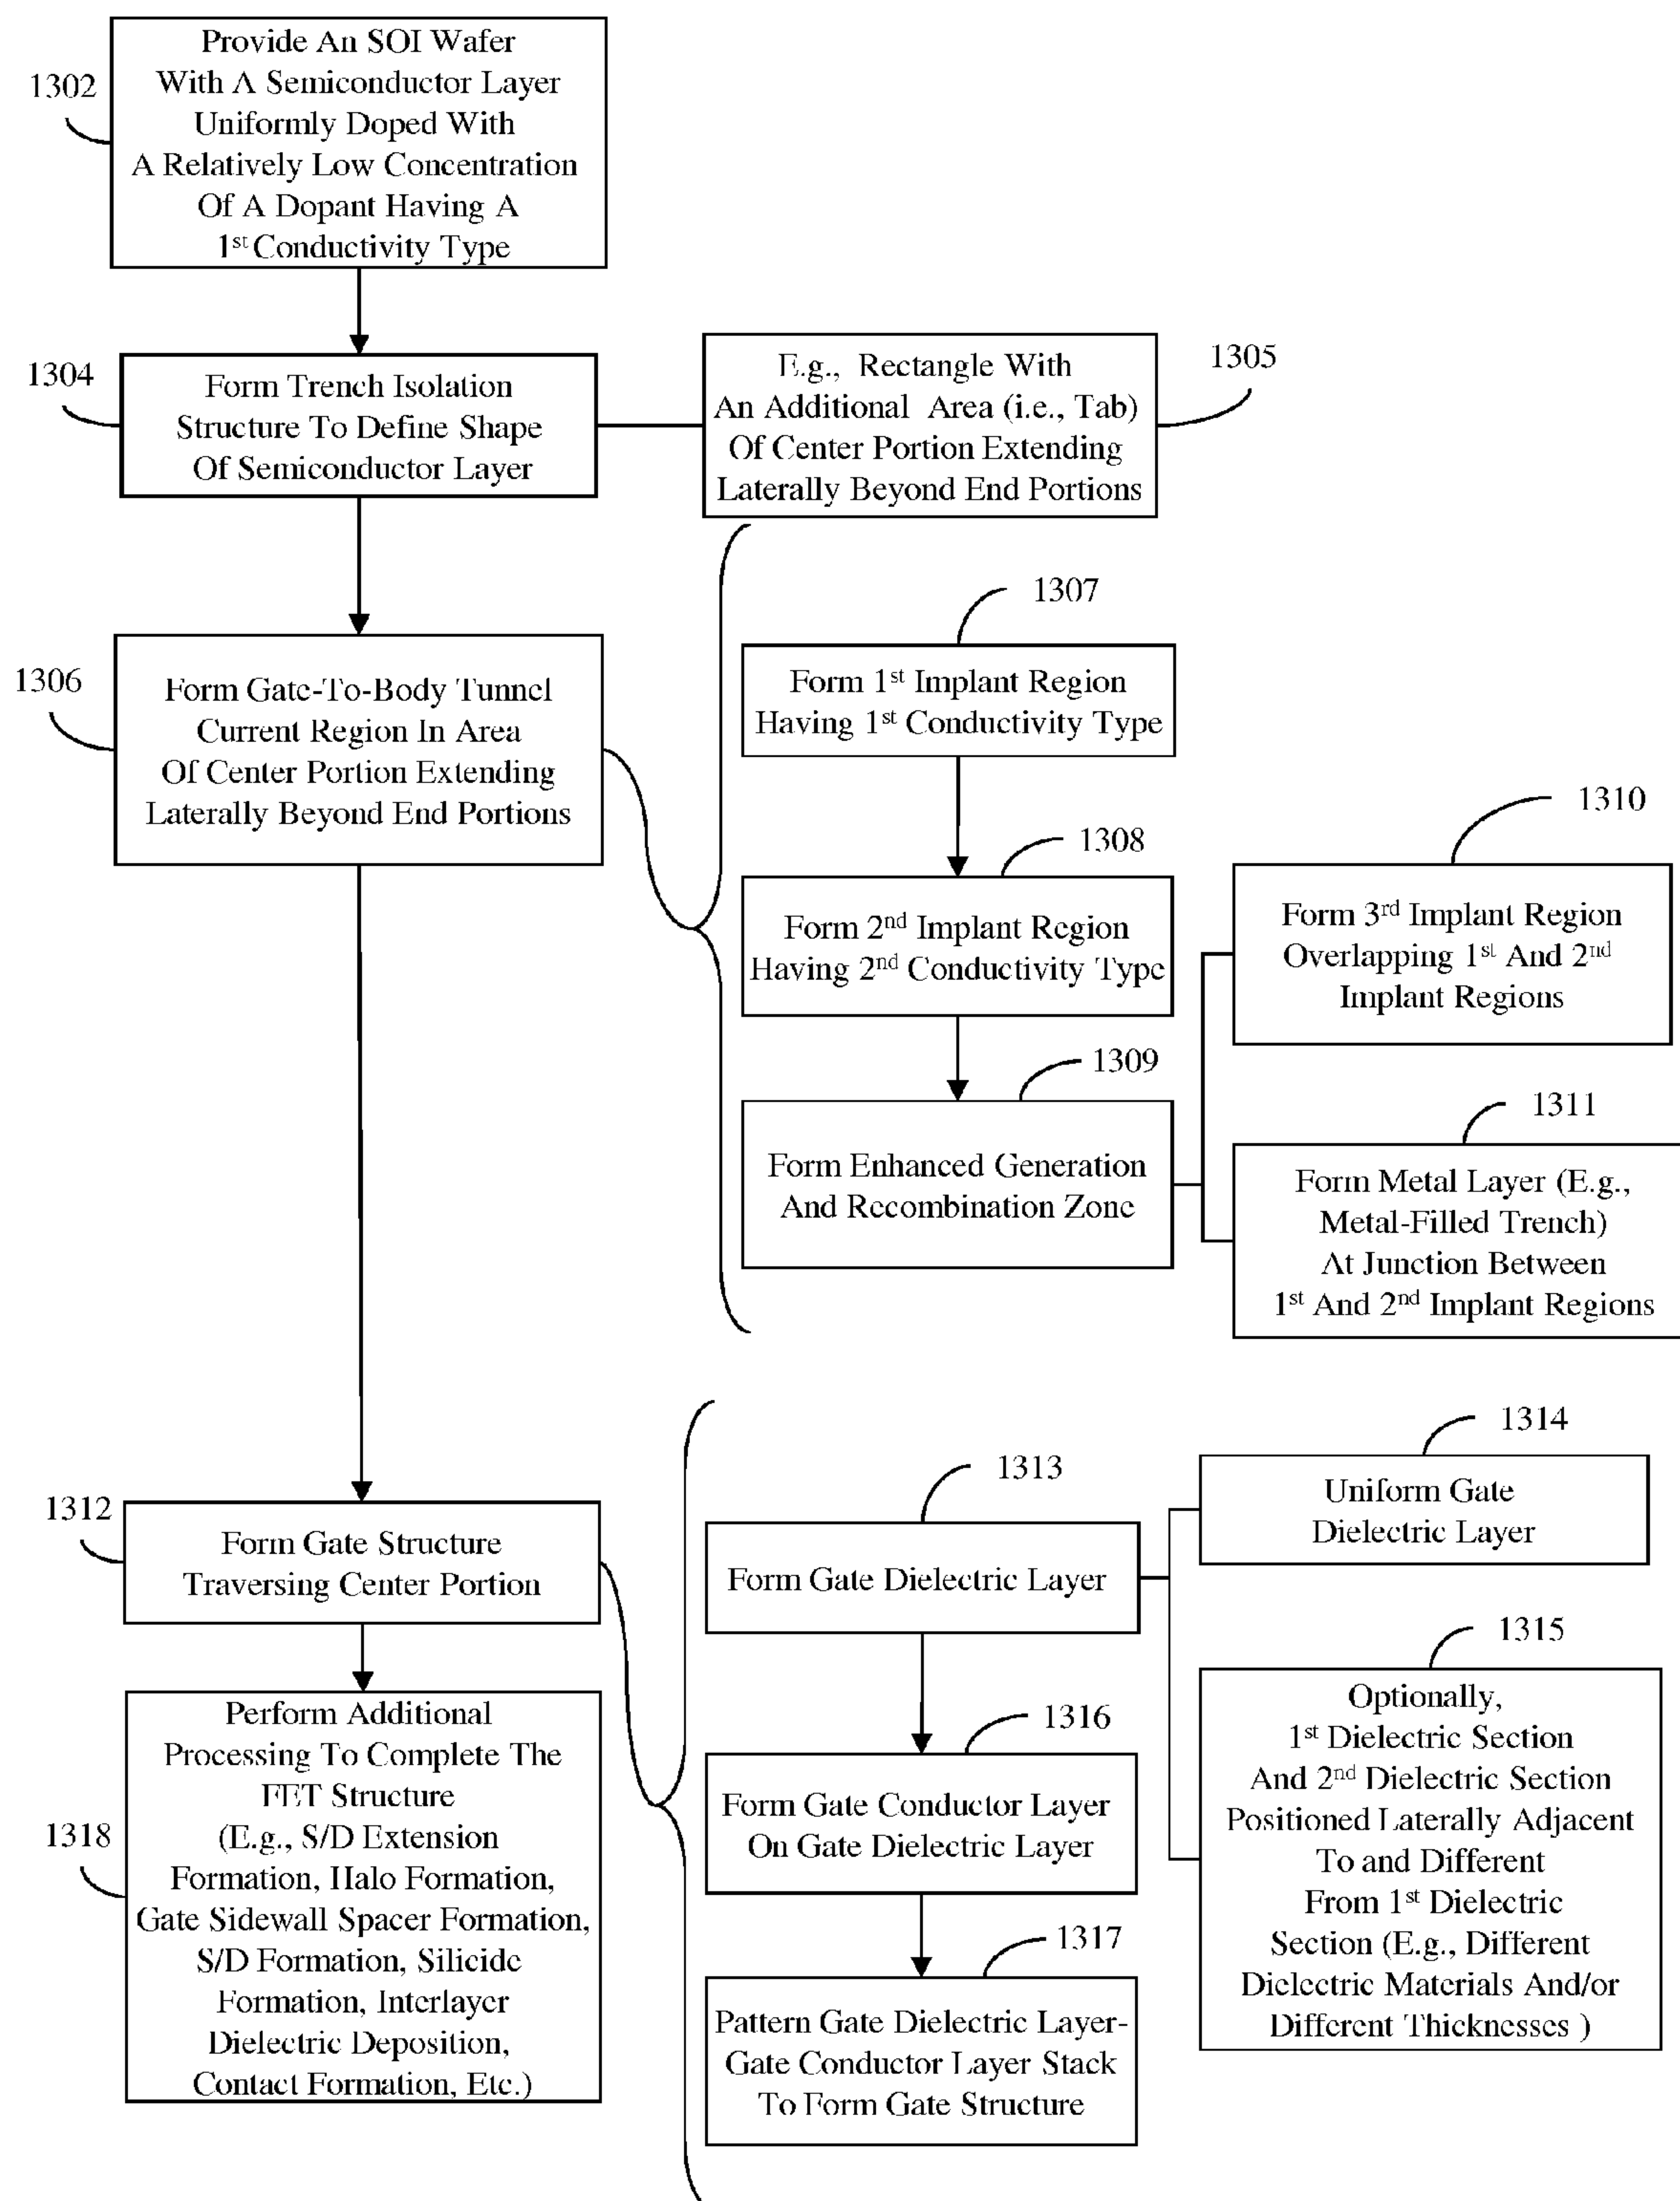 1302
Provide An SOI Wafer
With A Semiconductor Layer
Uniformly Doped With
A Relatively Low Concentration
Of A Dopant Having A
1st Conductivity Type
1304
Form Trench Isolation
Structure To Define Shape
Of Semiconductor Layer
1305
E.g., Rectangle With
An Additional Area (i.e., Tab)
Of Center Portion Extending
Laterally Beyond End Portions
1306
Form Gate-To-Body Tunnel
Current Region In Area
Of Center Portion Extending
Laterally Beyond End Portions
1307
Form 1st Implant Region
Having 1st Conductivity Type
1308
Form 2nd Implant Region
Having 2nd Conductivity Type
1309
Form Enhanced Generation
And Recombination Zone
1310
Form 3rd Implant Region
Overlapping 1st And 2nd
Implant Regions
1311
Form Metal Layer (E.g.,
Metal-Filled Trench)
At Junction Between
1st And 2nd Implant Regions
1312
Form Gate Structure
Traversing Center Portion
1313
Form Gate Dielectric Layer
1314
Uniform Gate
Dielectric Layer
1315
Optionally,
1st Dielectric Section
And 2nd Dielectric Section
Positioned Laterally Adjacent
To and Different
From 1st Dielectric
Section (E.g., Different
Dielectric Materials And/or
Different Thicknesses )
1316
Form Gate Conductor Layer
On Gate Dielectric Layer
1317
Pattern Gate Dielectric Layer-
Gate Conductor Layer Stack
To Form Gate Structure
1318
Perform Additional
Processing To Complete The
FET Structure
(E.g., S/D Extension
Formation, Halo Formation,
Gate Sidewall Spacer Formation,
S/D Formation, Silicide
Formation, Interlayer
Dielectric Deposition,
Contact Formation, Etc.)